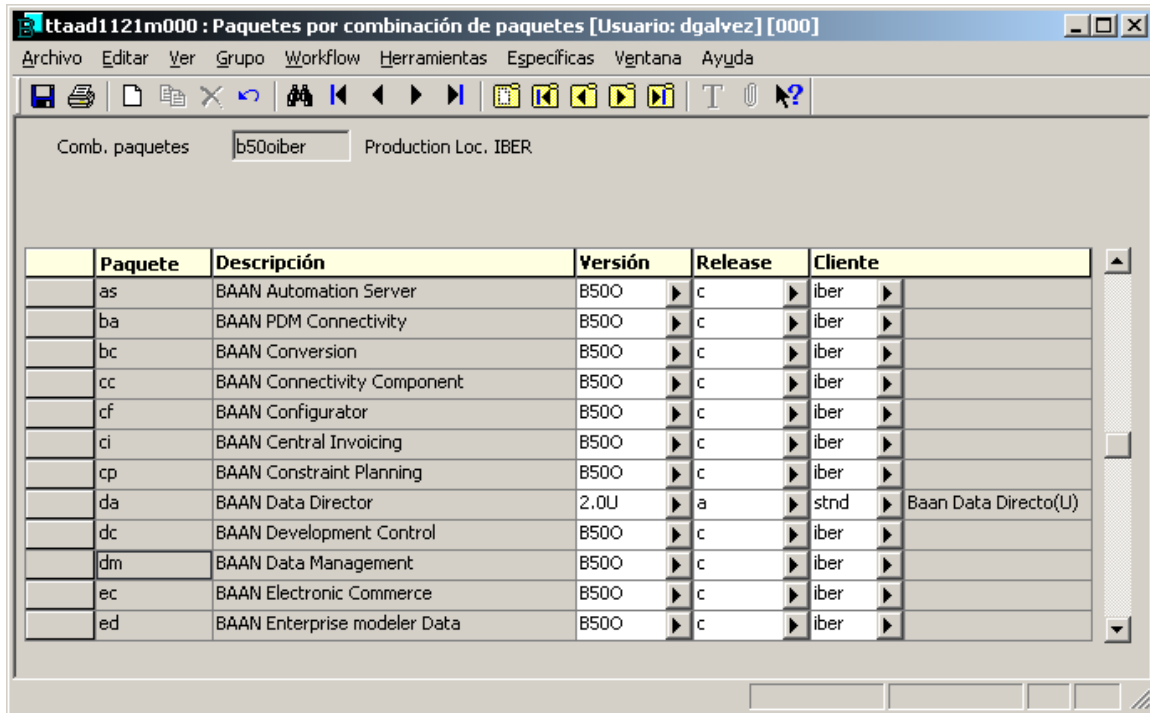 ttaad1121m000 : Paquetes por combinación de paquetes [Usuario: dgalvez] [000]
Archivo Editar Ver Grupo Workflow Herramientas Específicas Ventana Ayuda
Comb. paquetes b50oiber Production Loc. IBER
Paquete Descripción Versión Release Cliente
as BAAN Automation Server B50O c iber
ba BAAN PDM Connectivity B50O c iber
bc BAAN Conversion B50O c iber
cc BAAN Connectivity Component B50O c iber
cf BAAN Configurator B50O c iber
ci BAAN Central Invoicing B50O c iber
cp BAAN Constraint Planning B50O c iber
da BAAN Data Director 2.0U a stnd Baan Data Directo(U)
dc BAAN Development Control B50O c iber
dm BAAN Data Management B50O c iber
ec BAAN Electronic Commerce B50O c iber
ed BAAN Enterprise modeler Data B50O c iber